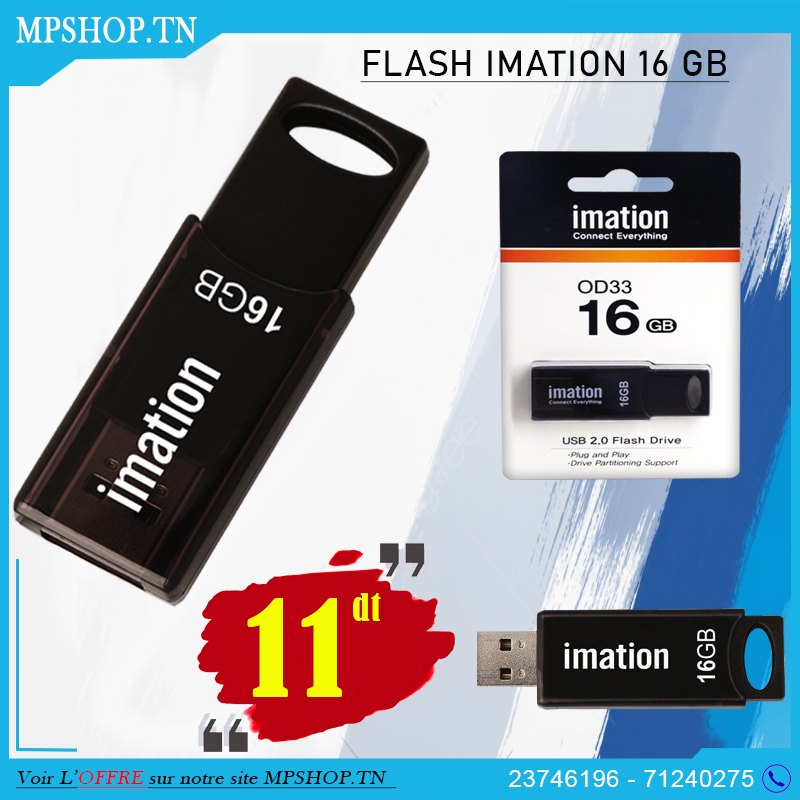 MPSHOP.TN
FLASH IMATION 16 GB
imation
16GB
imation
Connect Everything
OD33
16 GB
imation
Connect Everything
16GB
USB 2.0 Flash Drive
·Plug and Play
·Drive Partitioning Support
11 dt
imation
16GB
Voir L'OFFRE sur notre site MPSHOP.TN
23746196 - 71240275